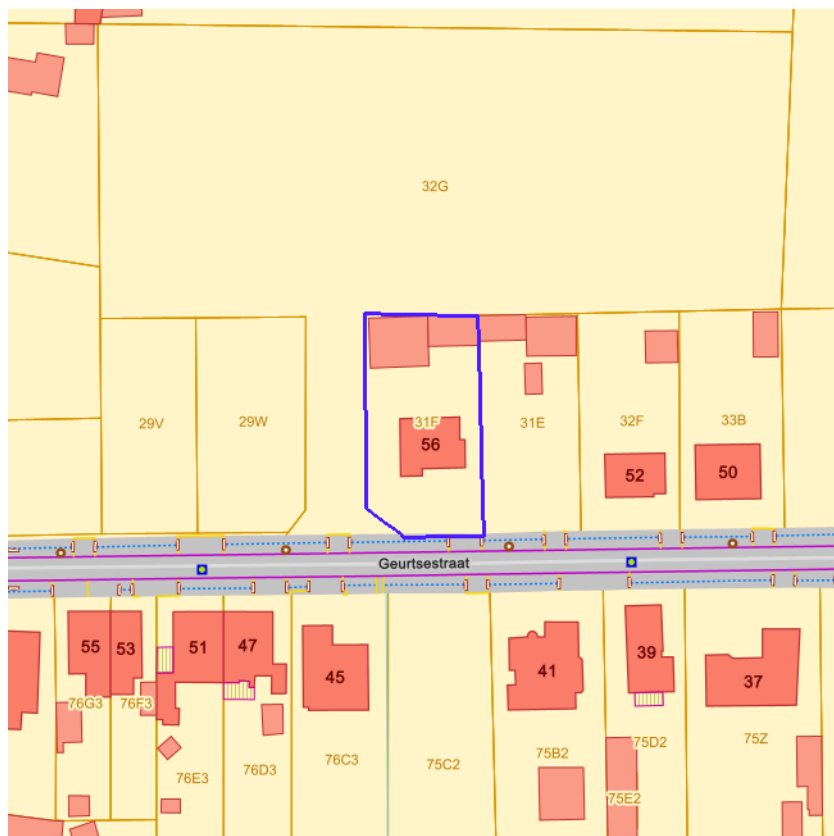 32G
29V
29W
31F
56
31E
32F
52
33B
50
Geurtsestraat
55
53
51
47
45
41
39
37
76G3
76F3
76E3
76D3
76C3
75C2
75B2
75D2
75E2
75Z